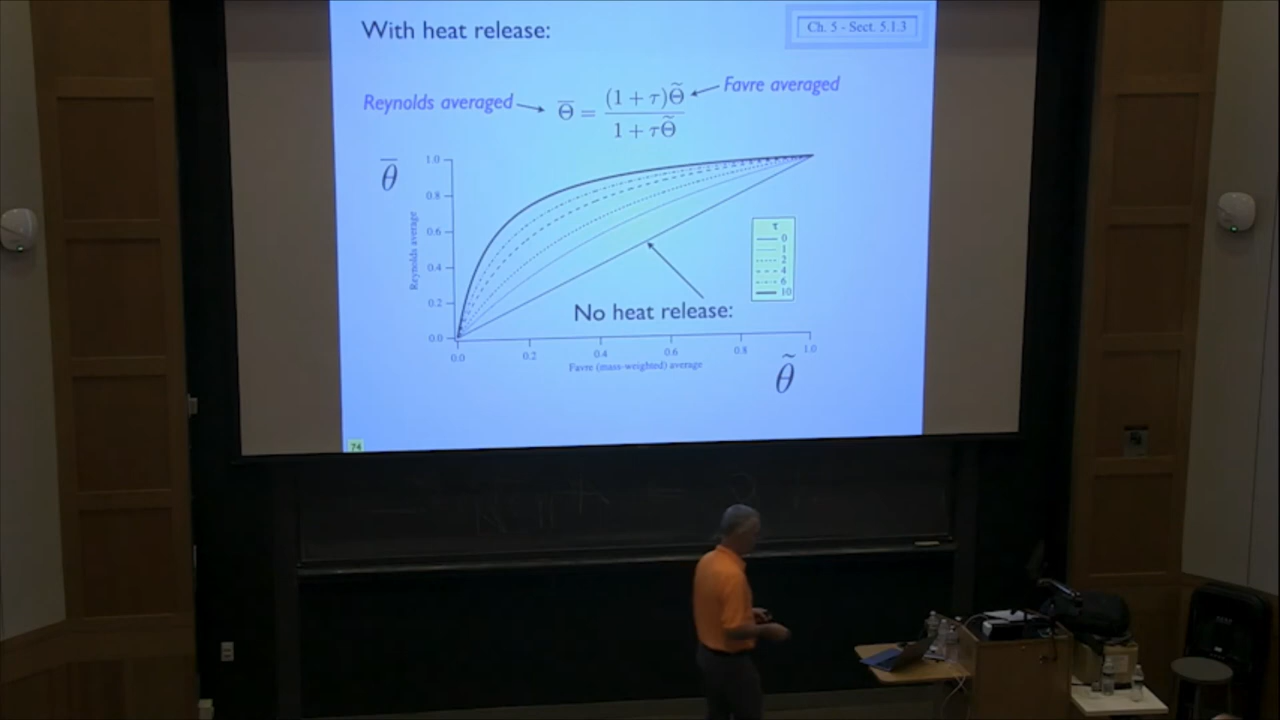 With heat release:
Ch. 5 - Sect. 5.1.3
Reynolds averaged
Favre averaged
Θ̅ = (1 + τ)Θ̃ / 1 + τΘ̃
θ̅
Reynolds average
1.0
0.8
0.6
0.4
0.2
0.0
τ
0
1
2
4
6
10
No heat release:
0.0 0.2 0.4 0.6 0.8 1.0
Favre (mass-weighted) average
θ̃
74